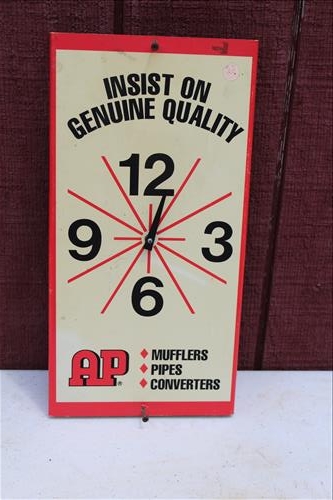 INSIST ON
GENUINE QUALITY
12
9 3
6
AP®
♦ MUFFLERS
♦ PIPES
♦ CONVERTERS